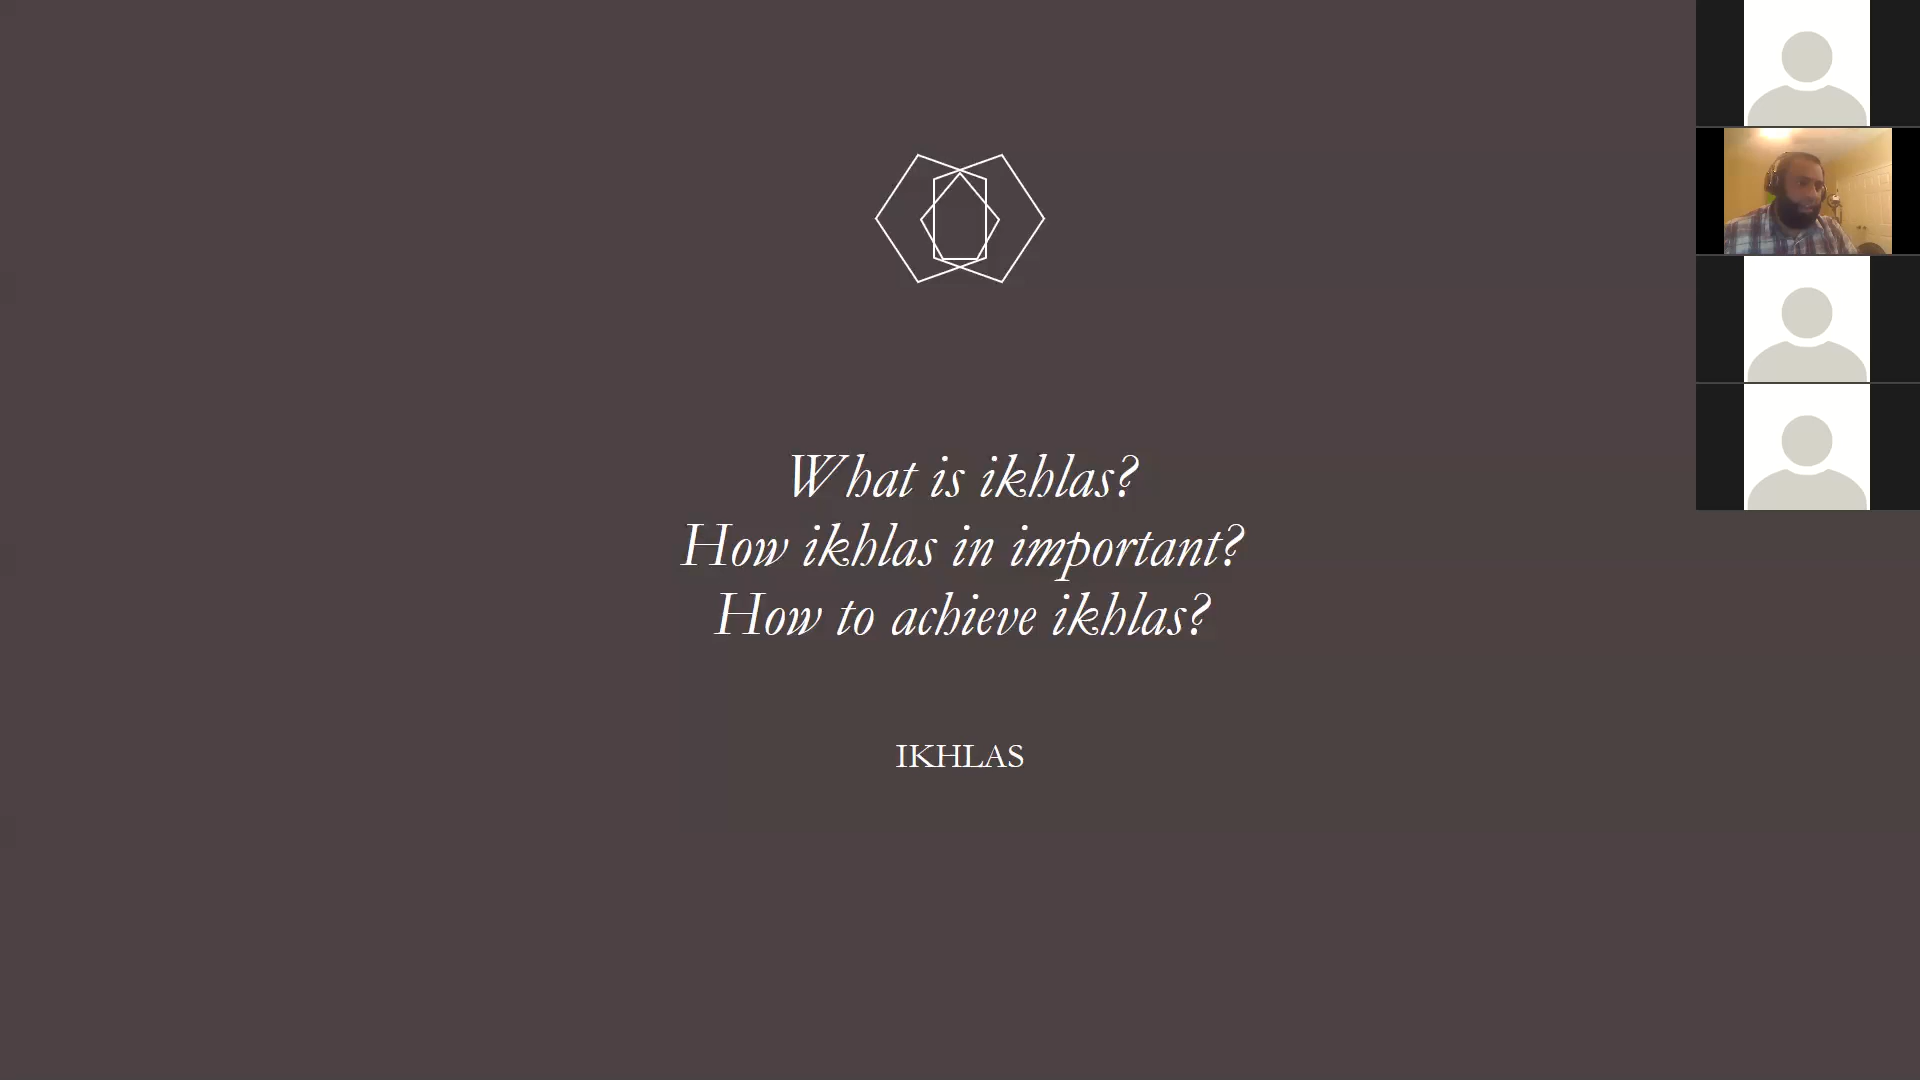 What is ikhlas?
How ikhlas in important?
How to achieve ikhlas?
IKHLAS